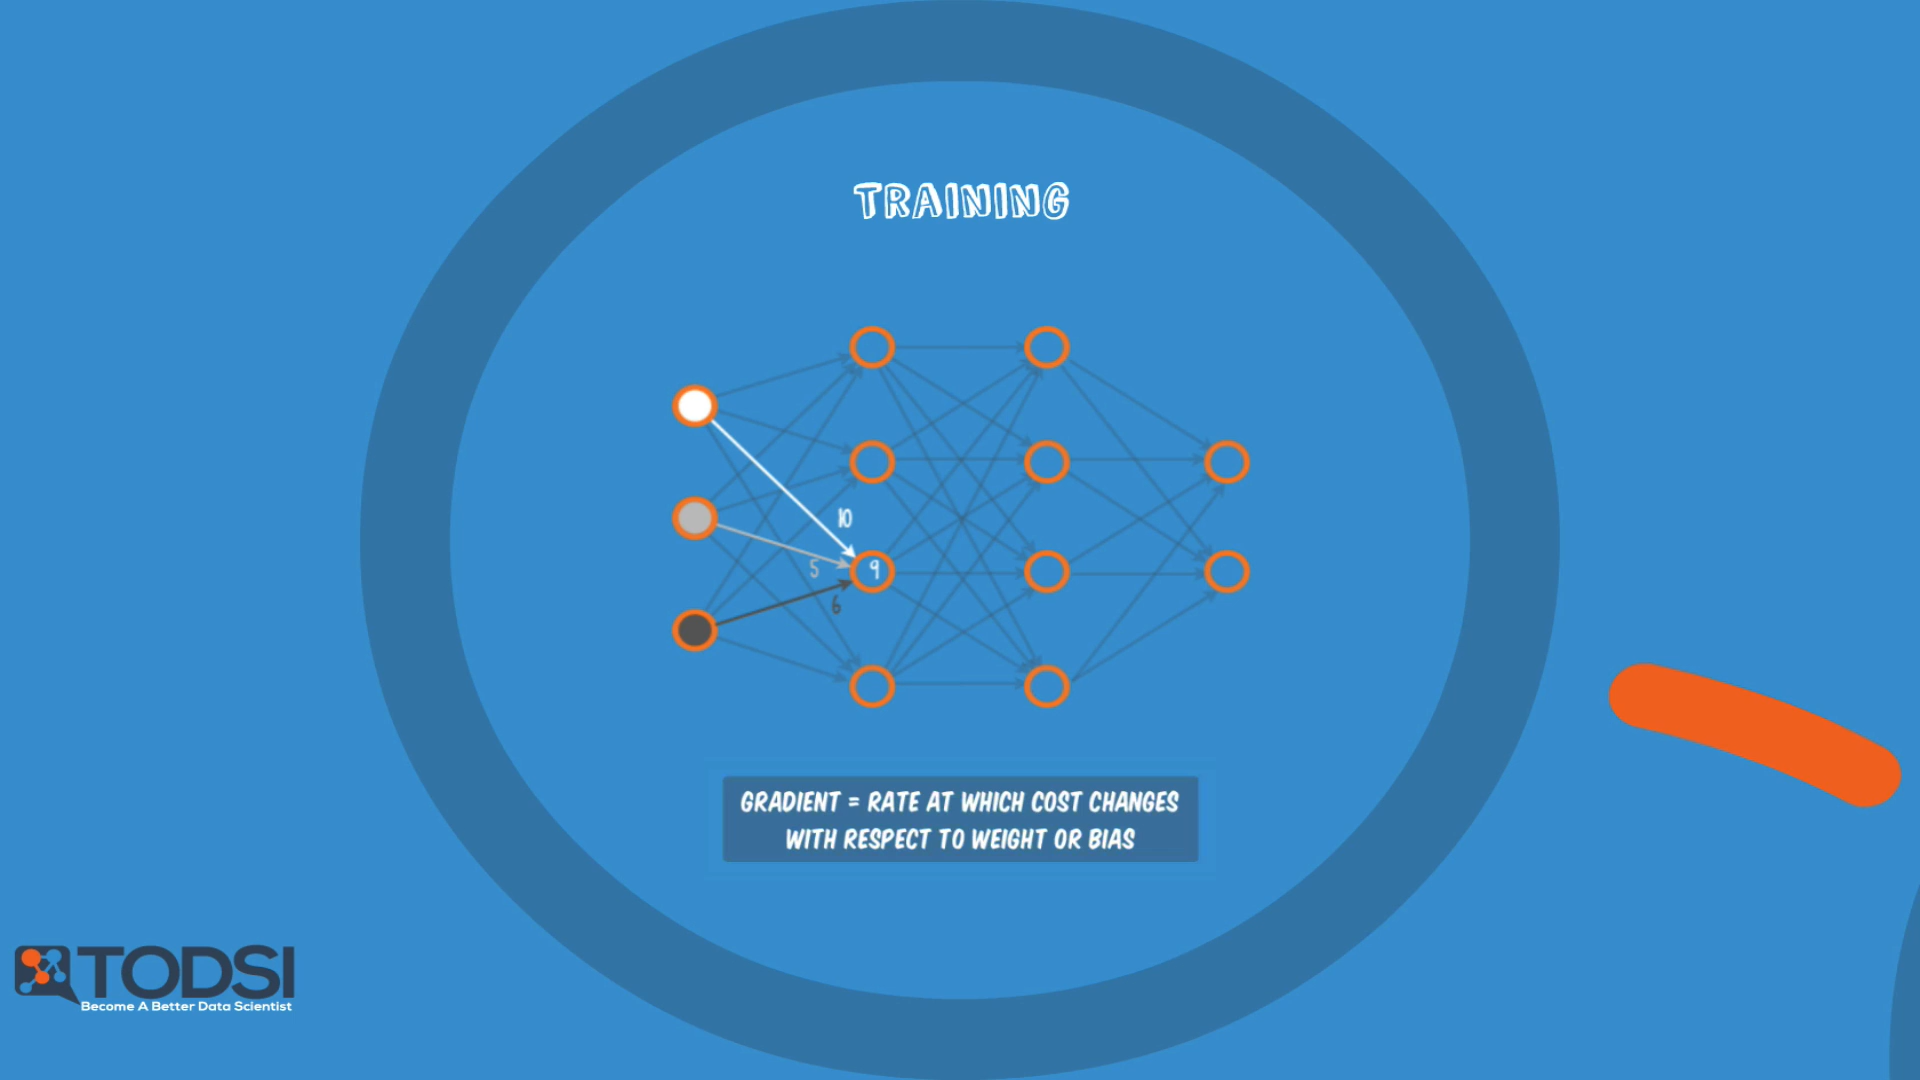 TRAINING
10
5
9
6
GRADIENT = RATE AT WHICH COST CHANGES
WITH RESPECT TO WEIGHT OR BIAS
TODSI
Become A Better Data Scientist